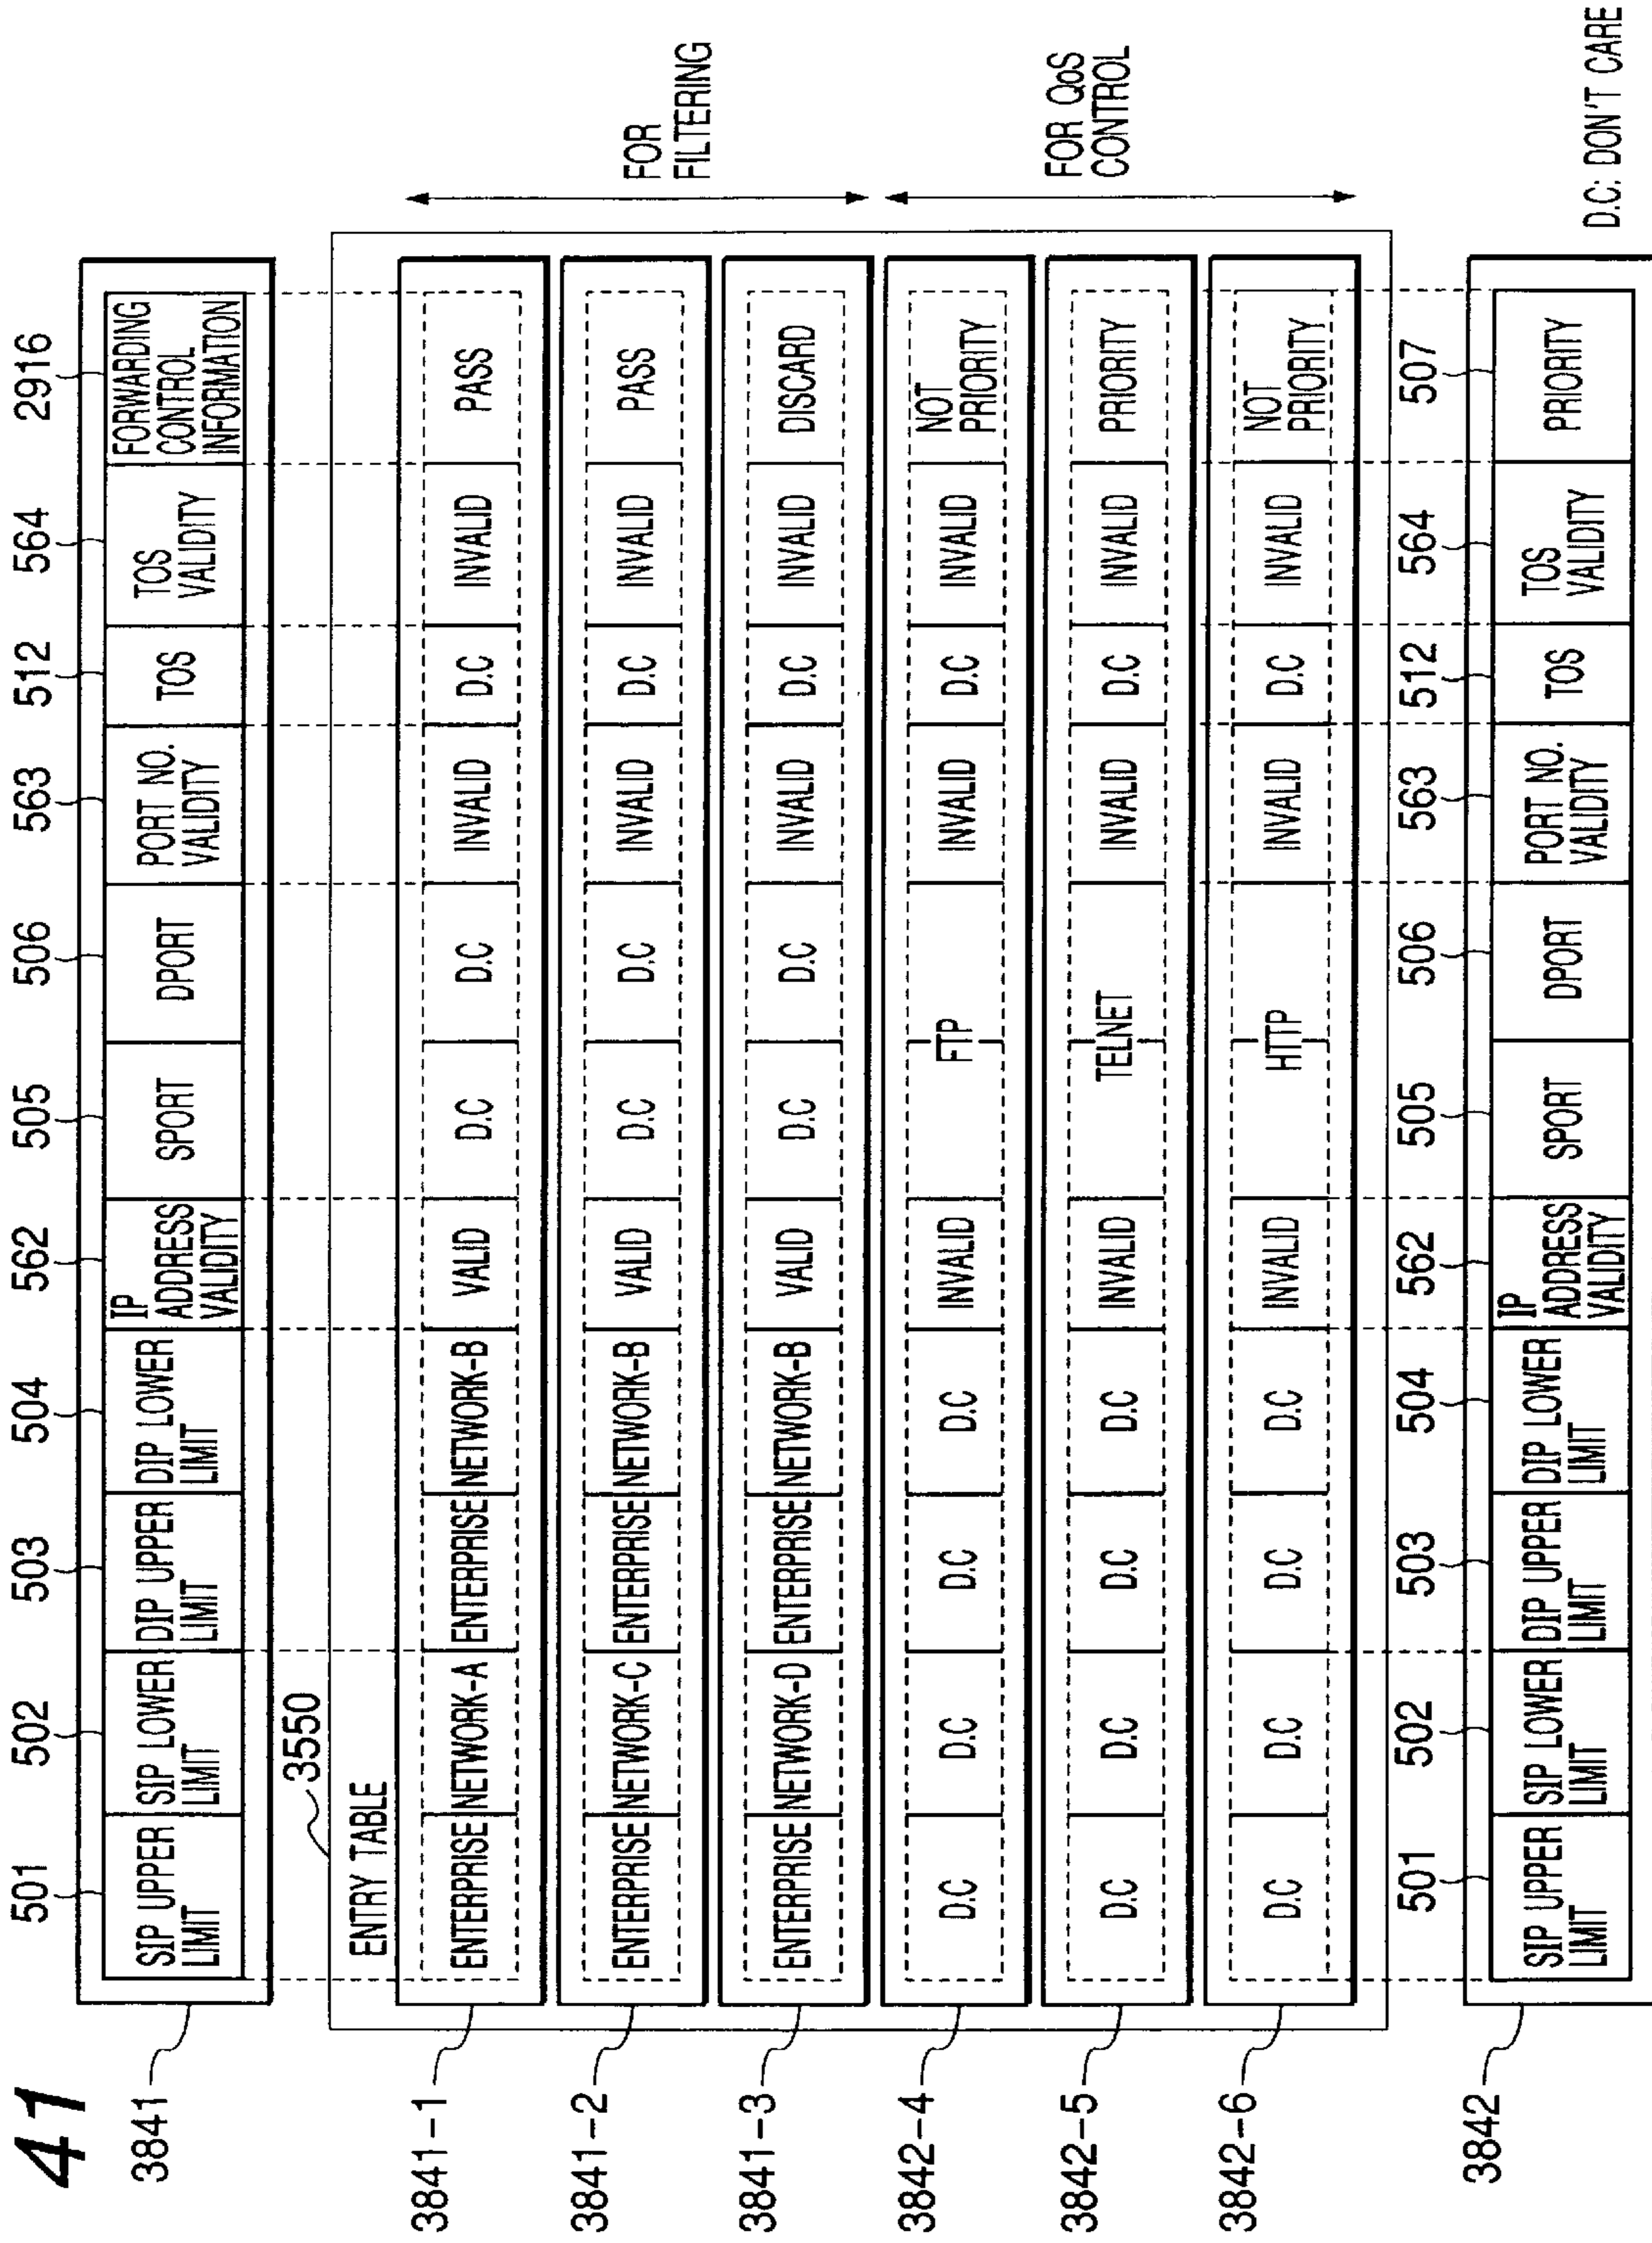 41
501 502 503 504 562 505 506 563 512 564 2916
3841
SIP UPPER LIMIT
SIP LOWER LIMIT
DIP UPPER LIMIT
DIP LOWER LIMIT
IP ADDRESS VALIDITY
SPORT
DPORT
PORT NO. VALIDITY
TOS
TOS VALIDITY
FORWARDING CONTROL INFORMATION
3550
ENTRY TABLE
3841-1 ENTERPRISE NETWORK-A ENTERPRISE NETWORK-B VALID D.C D.C INVALID D.C INVALID PASS
3841-2 ENTERPRISE NETWORK-C ENTERPRISE NETWORK-B VALID D.C D.C INVALID D.C INVALID PASS
3841-3 ENTERPRISE NETWORK-D ENTERPRISE NETWORK-B VALID D.C D.C INVALID D.C INVALID DISCARD
FOR
FILTERING
3842-4 D.C D.C D.C D.C INVALID FTP INVALID D.C INVALID NOT PRIORITY
3842-5 D.C D.C D.C D.C INVALID TELNET INVALID D.C INVALID PRIORITY
3842-6 D.C D.C D.C D.C INVALID HTTP INVALID D.C INVALID NOT PRIORITY
FOR QoS
CONTROL
501 502 503 504 562 505 506 563 512 564 507
3842
SIP UPPER LIMIT
SIP LOWER LIMIT
DIP UPPER LIMIT
DIP LOWER LIMIT
IP ADDRESS VALIDITY
SPORT
DPORT
PORT NO. VALIDITY
TOS
TOS VALIDITY
PRIORITY
D.C: DON'T CARE